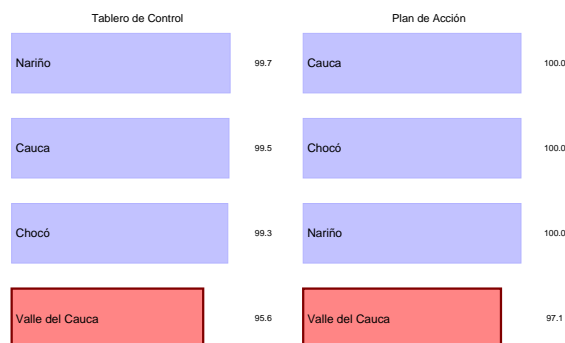 Tablero de Control
Nariño 99.7
Cauca 99.5
Chocó 99.3
Valle del Cauca 95.6
Plan de Acción
Cauca 100.0
Chocó 100.0
Nariño 100.0
Valle del Cauca 97.1